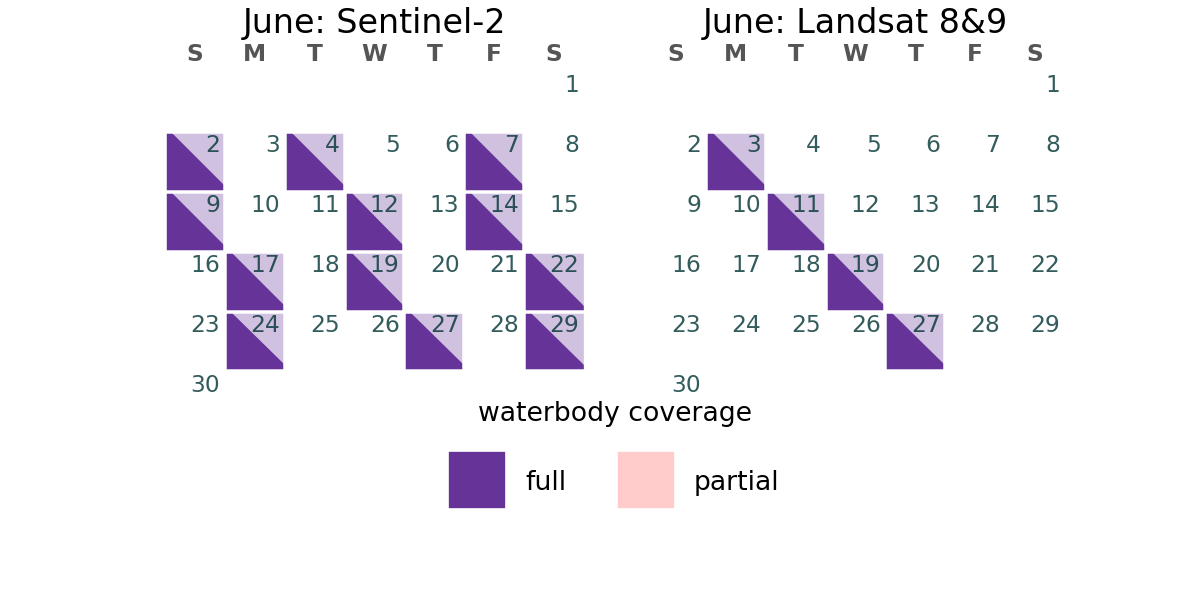 June: Sentinel-2
S M T W T F S
1
2 3 4 5 6 7 8
9 10 11 12 13 14 15
16 17 18 19 20 21 22
23 24 25 26 27 28 29
30
June: Landsat 8&9
S M T W T F S
1
2 3 4 5 6 7 8
9 10 11 12 13 14 15
16 17 18 19 20 21 22
23 24 25 26 27 28 29
30
waterbody coverage
full partial